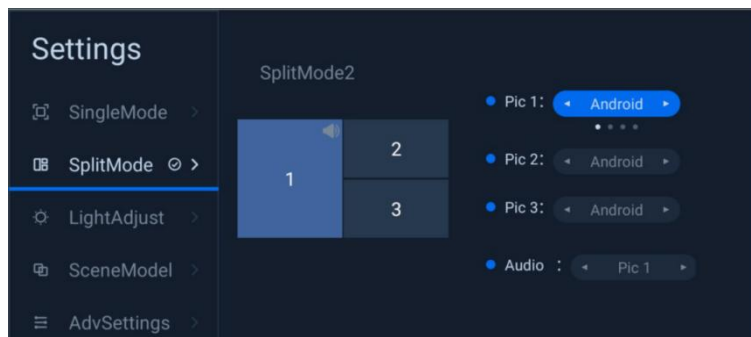 Settings
SingleMode
SplitMode
LightAdjust
SceneModel
AdvSettings
SplitMode2
1
2
3
Pic 1: Android
Pic 2: Android
Pic 3: Android
Audio : Pic 1